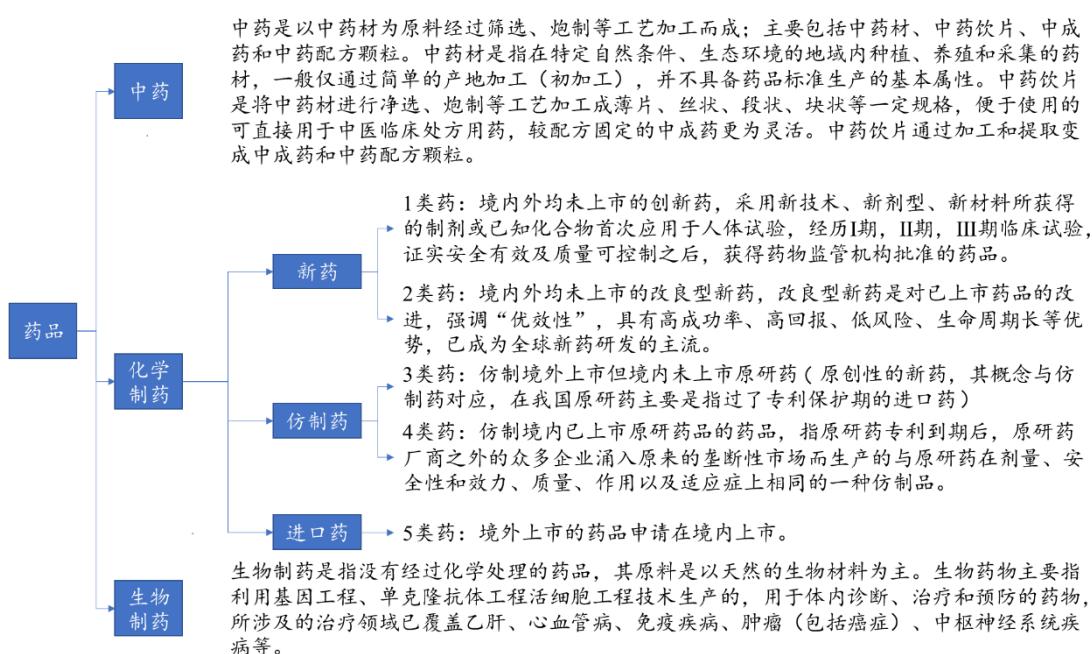 中药是以中药材为原料经过筛选、炮制等工艺加工而成；主要包括中药材、中药饮片、中成
药和中药配方颗粒。中药材是指在特定自然条件、生态环境的地域内种植、养殖和采集的药
材，一般仅通过简单的产地加工（初加工），并不具备药品标准生产的基本属性。中药饮片
是将中药材进行净选、炮制等工艺加工成薄片、丝状、段状、块状等一定规格，便于使用的
可直接用于中医临床处方用药，较配方固定的中成药更为灵活。中药饮片通过加工和提取变
成中成药和中药配方颗粒。
中药
1类药：境内外均未上市的创新药，采用新技术、新剂型、新材料所获得
的制剂或已知化合物首次应用于人体试验，经历I期，II期，III期临床试验，
证实安全有效及质量可控制之后，获得药物监管机构批准的药品。
新药
2类药：境内外均未上市的改良型新药，改良型新药是对已上市药品的改
进，强调“优效性”，具有高成功率、高回报、低风险、生命周期长等优
势，已成为全球新药研发的主流。
药品
化学
制药
3类药：仿制境外上市但境内未上市原研药（原创性的新药，其概念与仿
制药对应，在我国原研药主要是指过了专利保护期的进口药）
仿制药
4类药：仿制境内已上市原研药品的药品，指原研药专利到期后，原研药
厂商之外的众多企业涌入原来的垄断性市场而生产的与原研药在剂量、安
全性和效力、质量、作用以及适应症上相同的一种仿制品。
进口药
5类药：境外上市的药品申请在境内上市。
生物
制药
生物制药是指没有经过化学处理的药品，其原料是以天然的生物材料为主。生物药物主要指
利用基因工程、单克隆抗体工程活细胞工程技术生产的，用于体内诊断、治疗和预防的药物，
所涉及的治疗领域已覆盖乙肝、心血管病、免疫疾病、肿瘤（包括癌症）、中枢神经系统疾
病等。